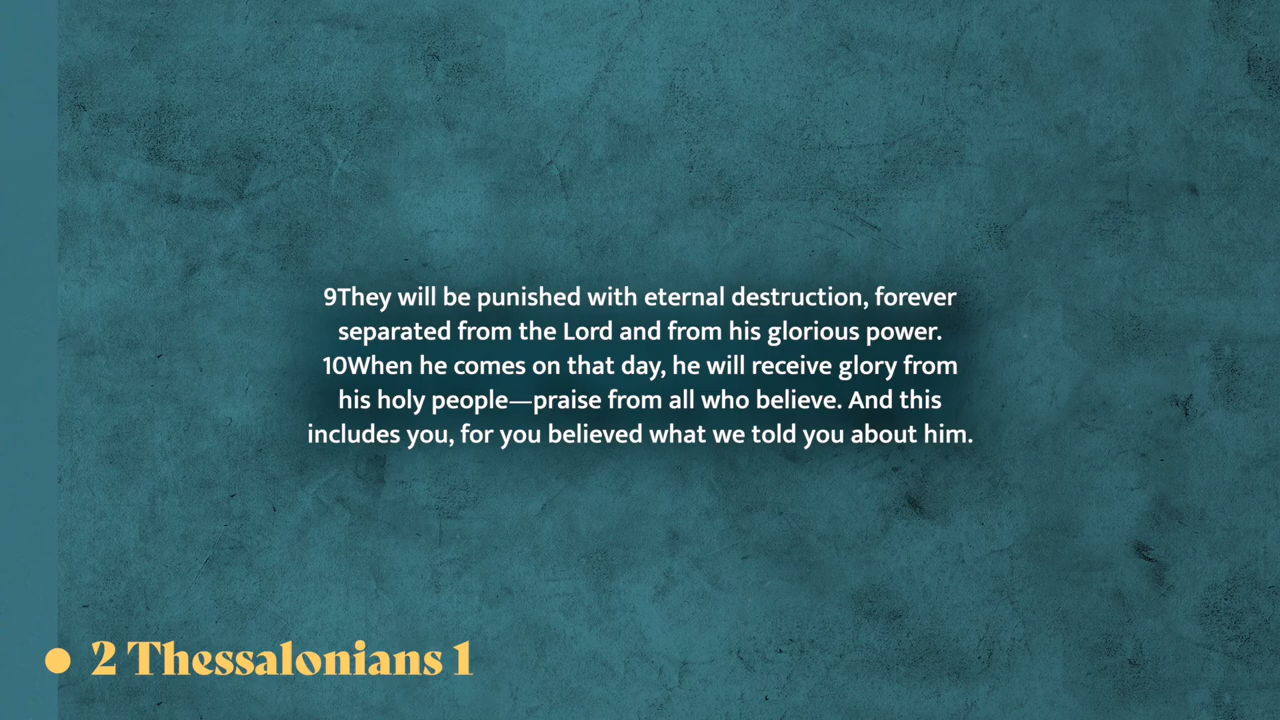 9They will be punished with eternal destruction, forever
separated from the Lord and from his glorious power.
10When he comes on that day, he will receive glory from
his holy people—praise from all who believe. And this
includes you, for you believed what we told you about him.
2 Thessalonians 1